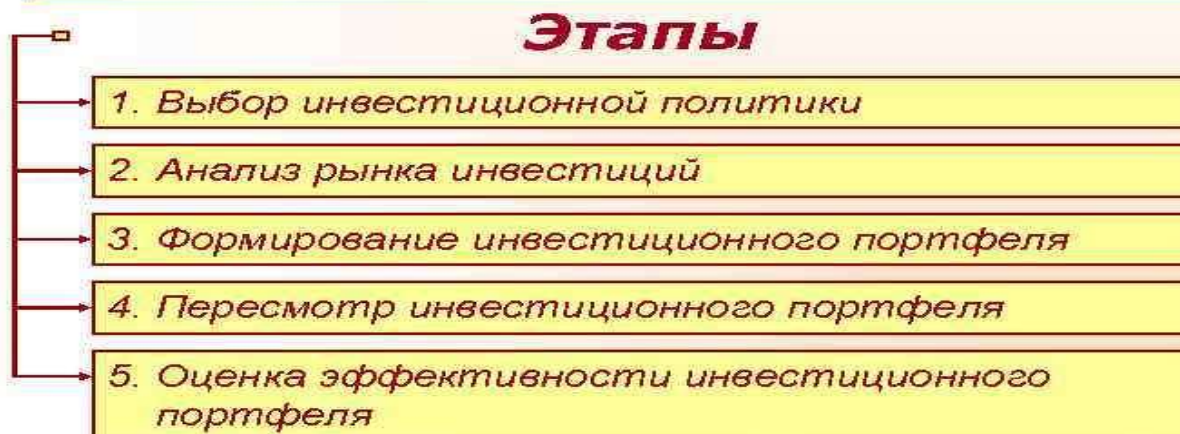 Этапы
1. Выбор инвестиционной политики
2. Анализ рынка инвестиций
3. Формирование инвестиционного портфеля
4. Пересмотр инвестиционного портфеля
5. Оценка эффективности инвестиционного
портфеля